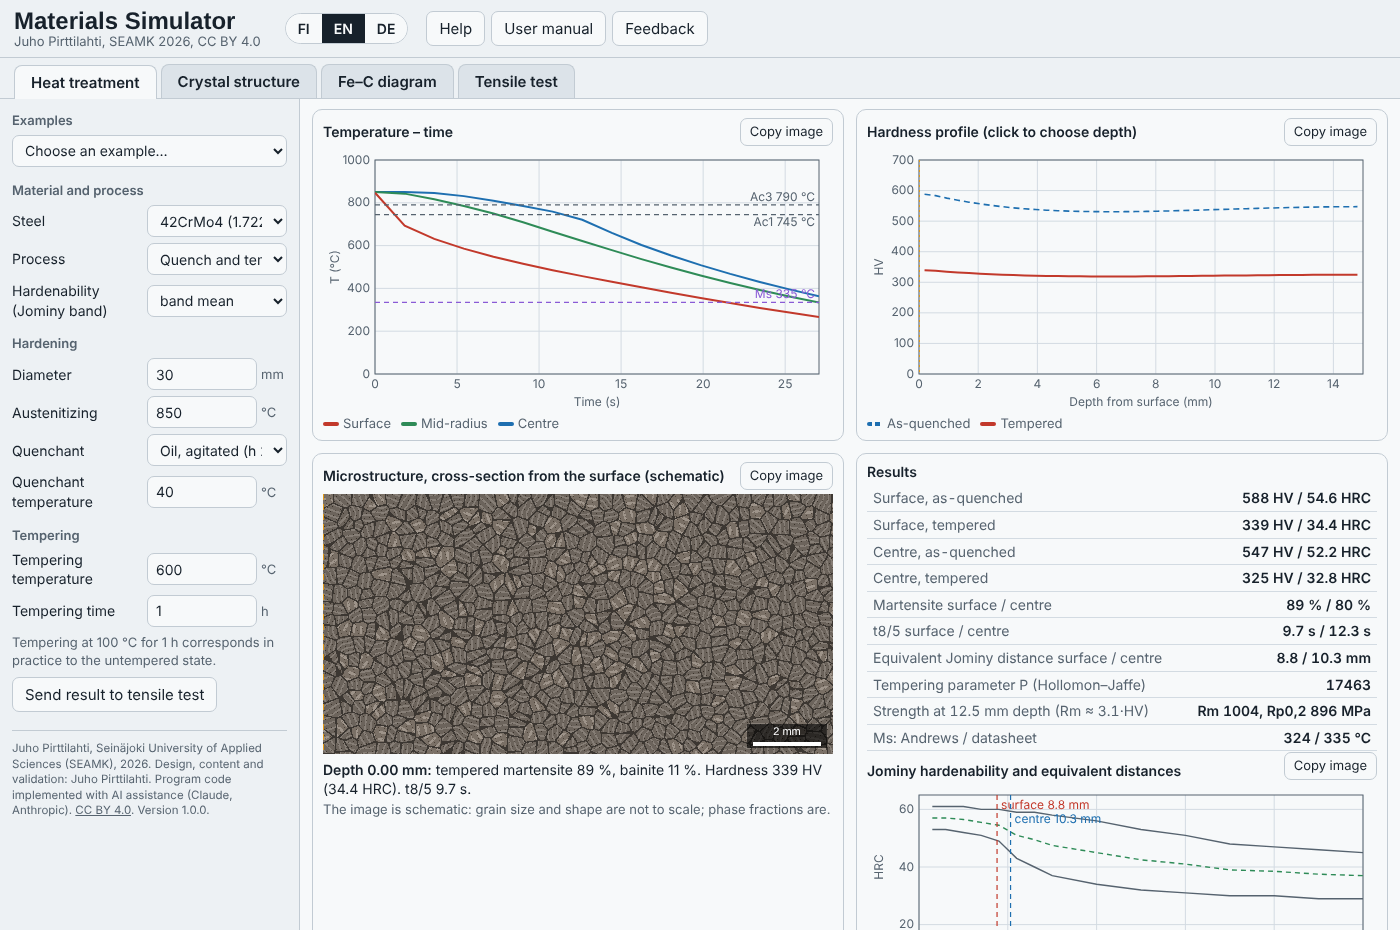 Materials Simulator
Juho Pirttilahti, SEAMK 2026, CC BY 4.0
FI EN DE
Help User manual Feedback
Heat treatment Crystal structure Fe–C diagram Tensile test
Examples
Choose an example...
Material and process
Steel 42CrMo4 (1.722
Process Quench and ter
Hardenability
(Jominy band) band mean
Hardening
Diameter 30 mm
Austenitizing 850 °C
Quenchant Oil, agitated (h :
Quenchant
temperature 40 °C
Tempering
Tempering
temperature 600 °C
Tempering time 1 h
Tempering at 100 °C for 1 h corresponds in
practice to the untempered state.
Send result to tensile test
Juho Pirttilahti, Seinäjoki University of Applied
Sciences (SEAMK), 2026. Design, content and
validation: Juho Pirttilahti. Program code
implemented with AI assistance (Claude,
Anthropic). CC BY 4.0. Version 1.0.0.
Temperature – time Copy image
1000
800
600
400
200
0
T (°C)
Ac3 790 °C
Ac1 745 °C
Ms 335 °C
0 5 10 15 20 25
Time (s)
Surface Mid-radius Centre
Hardness profile (click to choose depth) Copy image
700
600
500
400
300
200
100
0
HV
0 2 4 6 8 10 12 14
Depth from surface (mm)
As-quenched Tempered
Microstructure, cross-section from the surface (schematic) Copy image
2 mm
Depth 0.00 mm: tempered martensite 89 %, bainite 11 %. Hardness 339 HV
(34.4 HRC). t8/5 9.7 s.
The image is schematic: grain size and shape are not to scale; phase fractions are.
Results
Surface, as-quenched 588 HV / 54.6 HRC
Surface, tempered 339 HV / 34.4 HRC
Centre, as-quenched 547 HV / 52.2 HRC
Centre, tempered 325 HV / 32.8 HRC
Martensite surface / centre 89 % / 80 %
t8/5 surface / centre 9.7 s / 12.3 s
Equivalent Jominy distance surface / centre 8.8 / 10.3 mm
Tempering parameter P (Hollomon–Jaffe) 17463
Strength at 12.5 mm depth (Rm ≈ 3.1·HV) Rm 1004, Rp0,2 896 MPa
Ms: Andrews / datasheet 324 / 335 °C
Jominy hardenability and equivalent distances Copy image
60
40
20
HRC
surface 8.8 mm
centre 10.3 mm